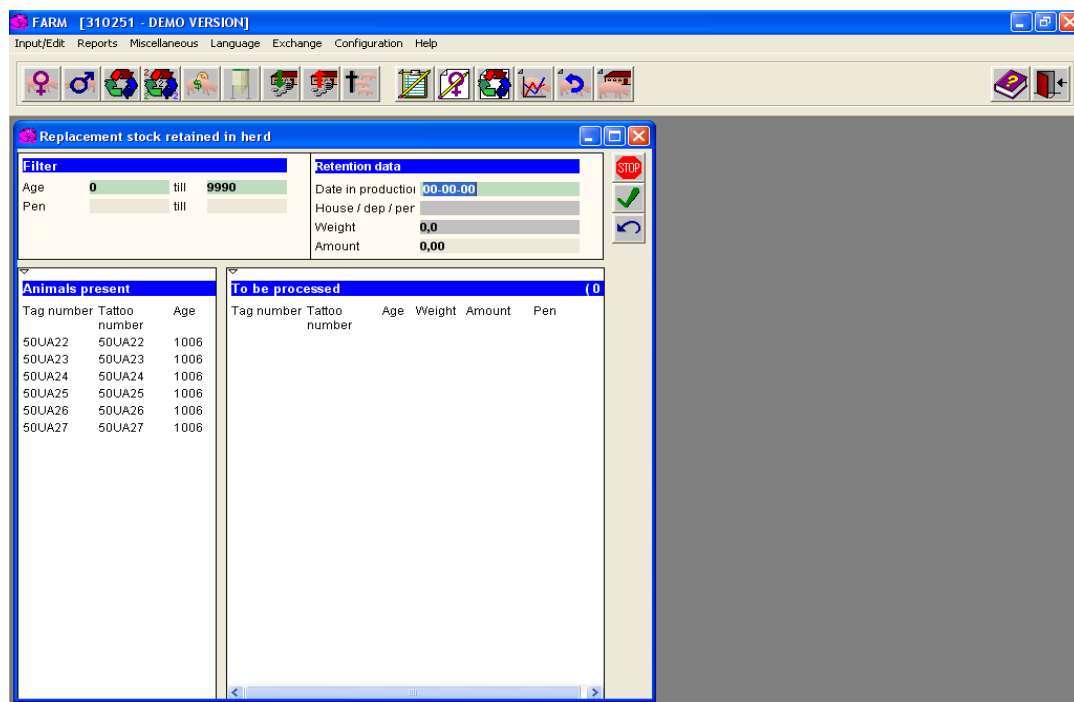 FARM [310251 - DEMO VERSION]
Input/Edit Reports Miscellaneous Language Exchange Configuration Help
Replacement stock retained in herd
Filter
Age 0 till 9990
Pen till
Retention data
Date in production 00-00-00
House / dep / per
Weight 0,0
Amount 0,00
STOP
Animals present
Tag number Tattoo number Age
50UA22 50UA22 1006
50UA23 50UA23 1006
50UA24 50UA24 1006
50UA25 50UA25 1006
50UA26 50UA26 1006
50UA27 50UA27 1006
To be processed (0
Tag number Tattoo number Age Weight Amount Pen